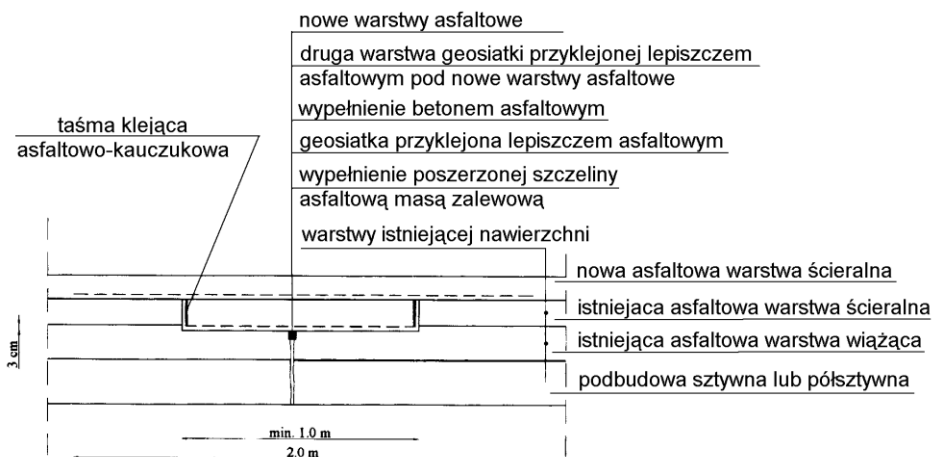 nowe warstwy asfaltowe
druga warstwa geosiatki przyklejonej lepiszczem
asfaltowym pod nowe warstwy asfaltowe
wypełnienie betonem asfaltowym
geosiatka przyklejona lepiszczem asfaltowym
wypełnienie poszerzonej szczeliny
asfaltową masą zalewową
warstwy istniejącej nawierzchni
taśma klejąca
asfaltowo-kauczukowa
nowa asfaltowa warstwa ścieralna
istniejaca asfaltowa warstwa ścieralna
istniejąca asfaltowa warstwa wiążąca
podbudowa sztywna lub półsztywna
3 cm
min. 1.0 m
2.0 m